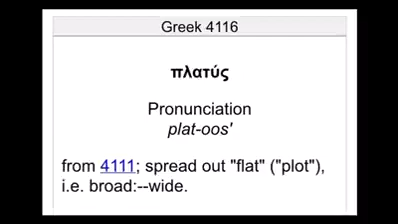 Greek 4116
πλατύς
Pronunciation
plat-oos'
from 4111; spread out "flat" ("plot"),
i.e. broad:--wide.